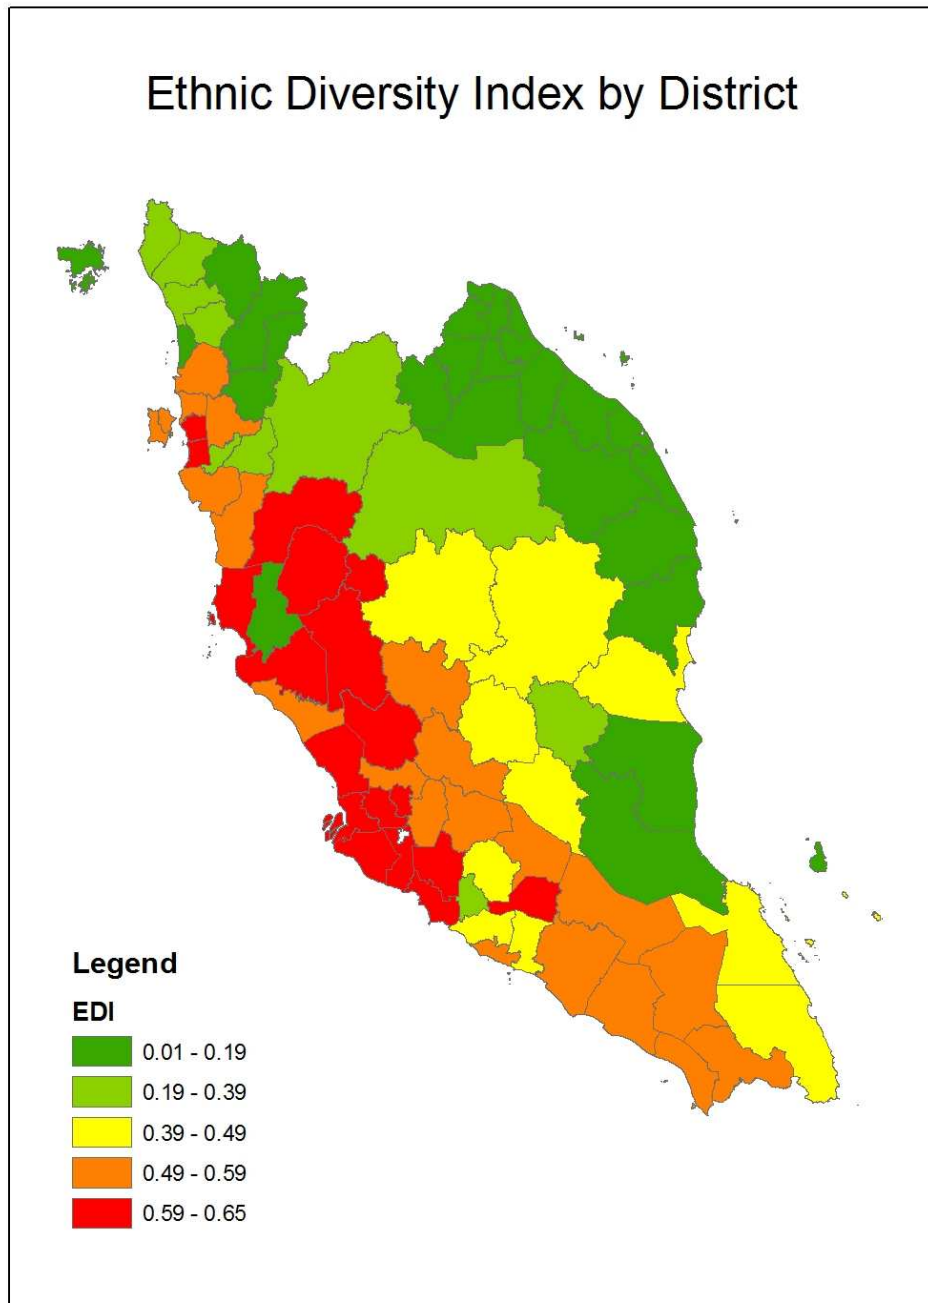 Ethnic Diversity Index by District
Legend
EDI
0.01 - 0.19
0.19 - 0.39
0.39 - 0.49
0.49 - 0.59
0.59 - 0.65